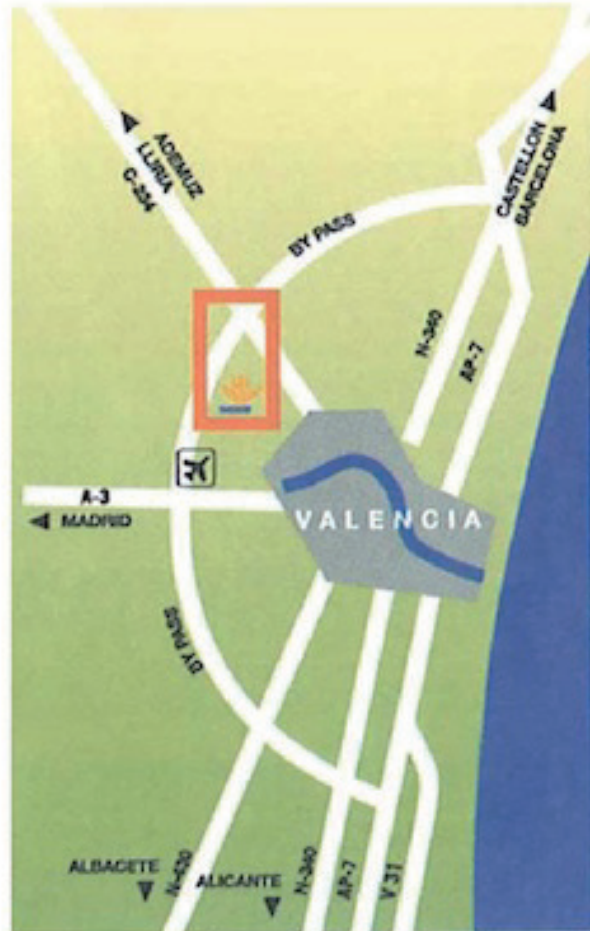 ADEMUZ
LLIRIA
C-234
BY PASS
CASTELLON
BARCELONA
N-340
AP-7
A-3
MADRID
VALENCIA
BY PASS
ALBACETE
N-430
ALICANTE
N-340
AP-7
V 31